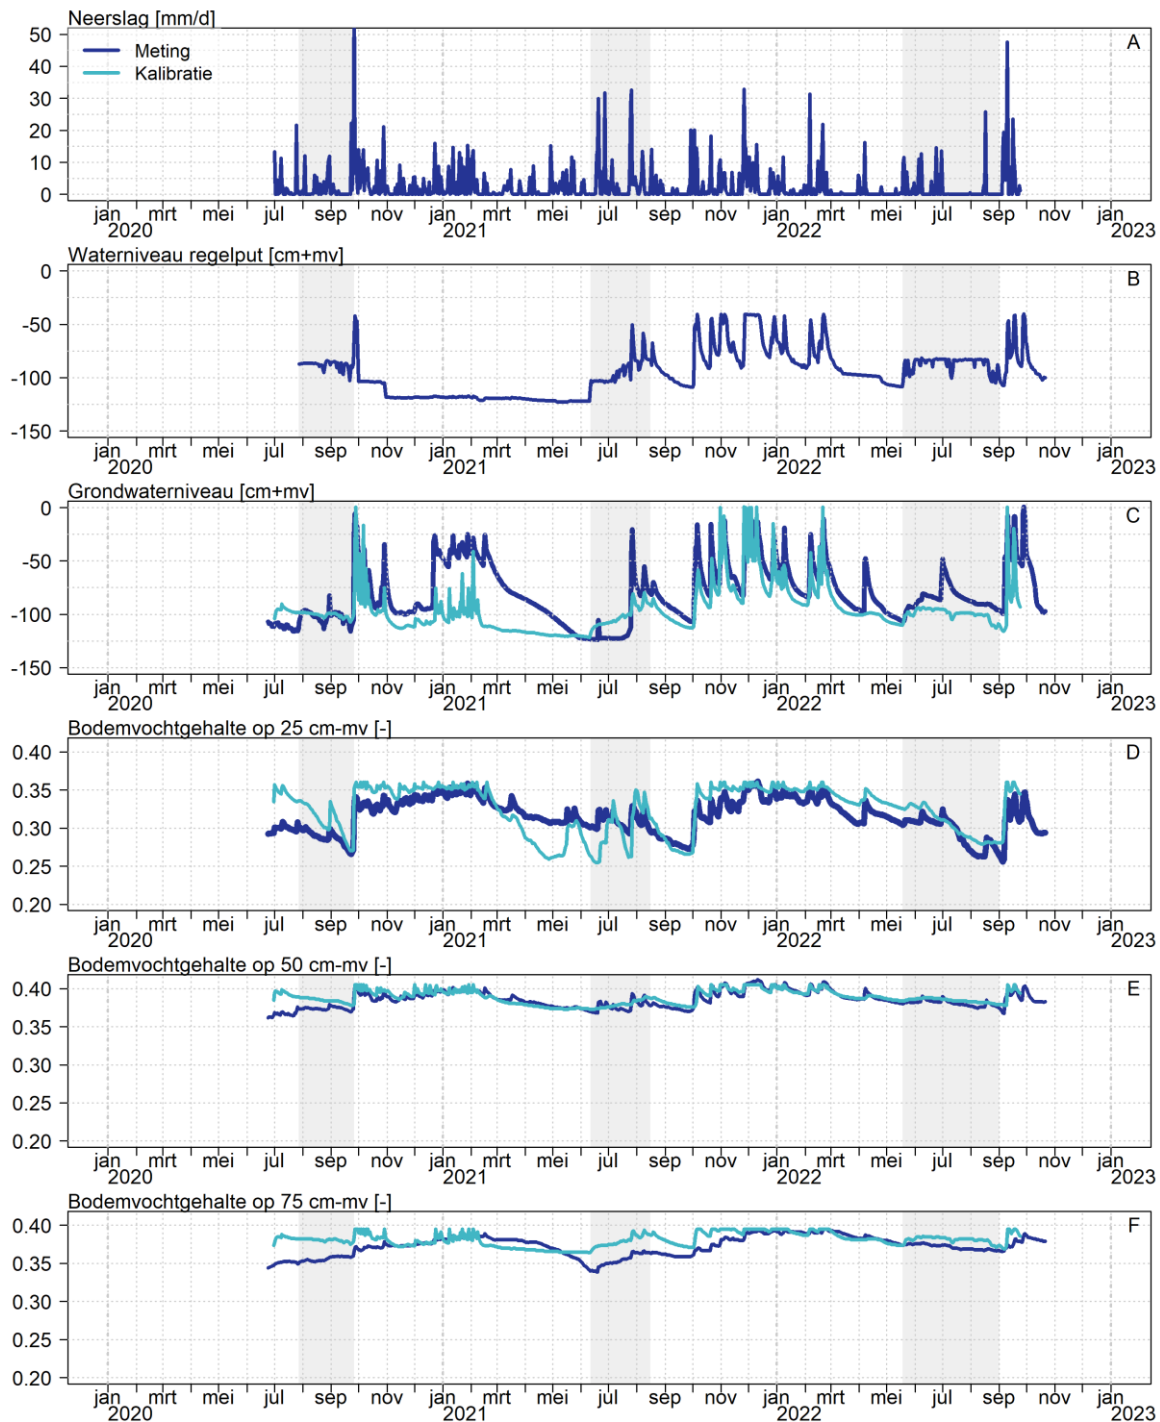 Neerslag [mm/d]
A
50
40
30
20
10
0
Meting
Kalibratie
jan mrt mei jul sep nov jan mrt mei jul sep nov jan mrt mei jul sep nov jan
2020 2021 2022 2023
Waterniveau regelput [cm+mv]
B
0
-50
-100
-150
jan mrt mei jul sep nov jan mrt mei jul sep nov jan mrt mei jul sep nov jan
2020 2021 2022 2023
Grondwaterniveau [cm+mv]
C
0
-50
-100
-150
jan mrt mei jul sep nov jan mrt mei jul sep nov jan mrt mei jul sep nov jan
2020 2021 2022 2023
Bodemvochtgehalte op 25 cm-mv [-]
D
0.40
0.35
0.30
0.25
0.20
jan mrt mei jul sep nov jan mrt mei jul sep nov jan mrt mei jul sep nov jan
2020 2021 2022 2023
Bodemvochtgehalte op 50 cm-mv [-]
E
0.40
0.35
0.30
0.25
0.20
jan mrt mei jul sep nov jan mrt mei jul sep nov jan mrt mei jul sep nov jan
2020 2021 2022 2023
Bodemvochtgehalte op 75 cm-mv [-]
F
0.40
0.35
0.30
0.25
0.20
jan mrt mei jul sep nov jan mrt mei jul sep nov jan mrt mei jul sep nov jan
2020 2021 2022 2023